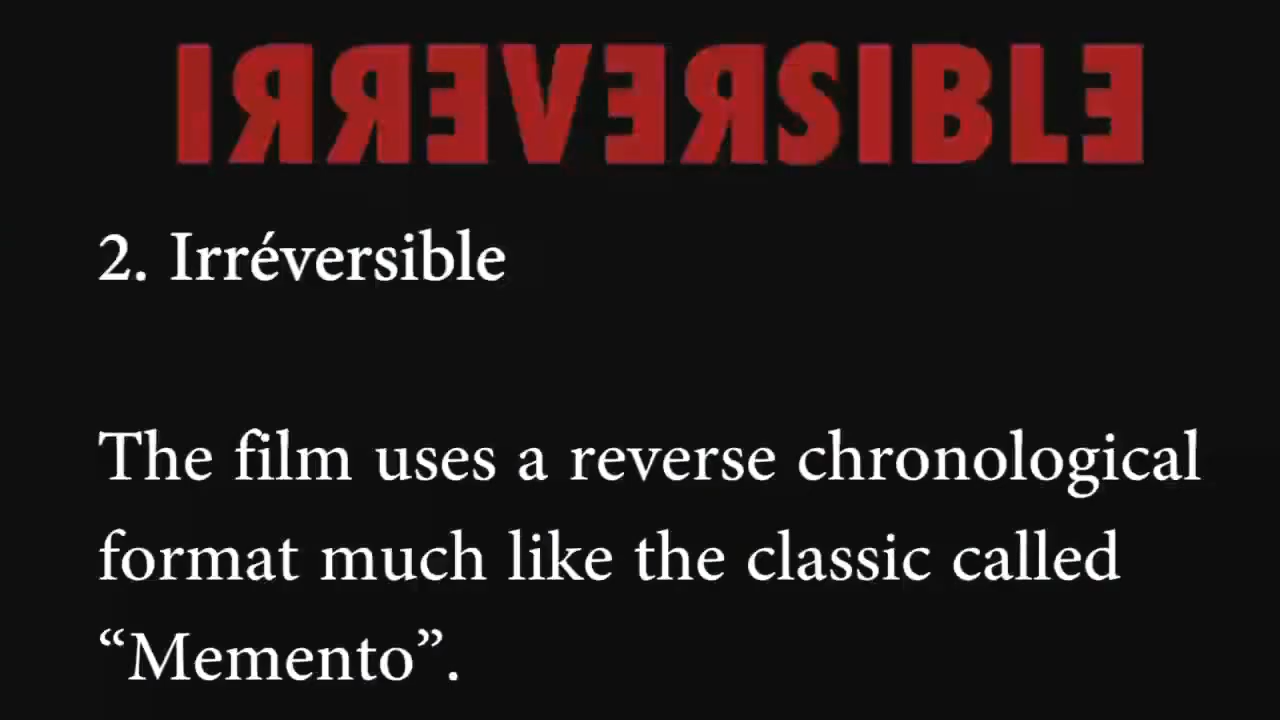 IRREVERSIBLE
2. Irréversible
The film uses a reverse chronological
format much like the classic called
“Memento”.